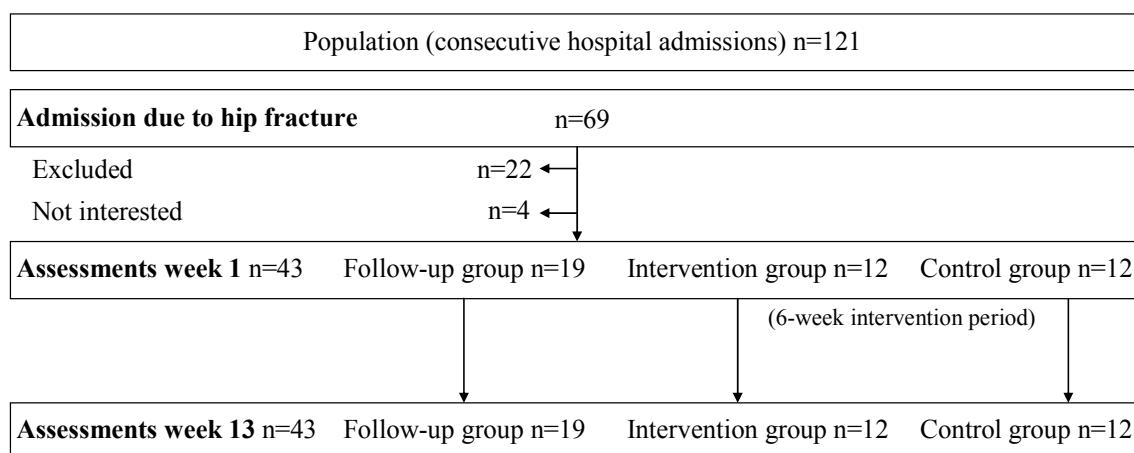 Population (consecutive hospital admissions) n=121
Admission due to hip fracture n=69
Excluded n=22
Not interested n=4
Assessments week 1 n=43 Follow-up group n=19 Intervention group n=12 Control group n=12
(6-week intervention period)
Assessments week 13 n=43 Follow-up group n=19 Intervention group n=12 Control group n=12